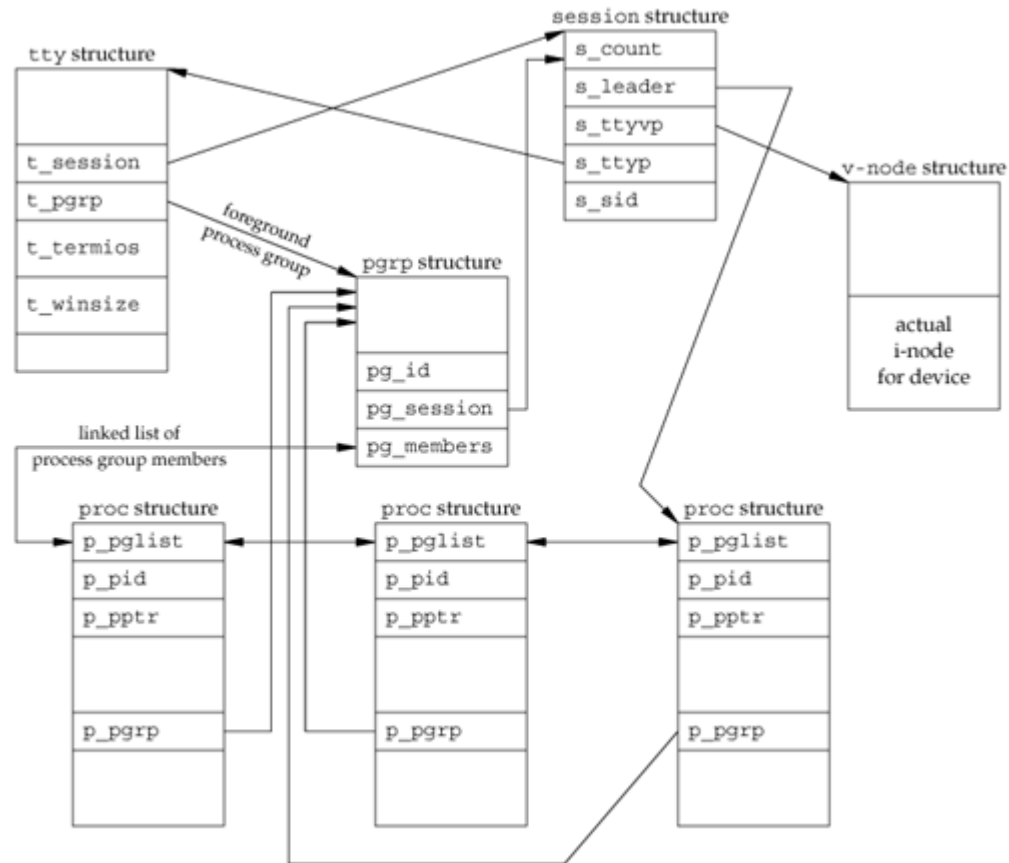 session structure
s_count
s_leader
s_ttyvp
s_ttyp
s_sid
tty structure
t_session
t_pgrp
t_termios
t_winsize
v-node structure
actual
i-node
for device
foreground
process group
pgrp structure
pg_id
pg_session
pg_members
linked list of
process group members
proc structure
p_pglist
p_pid
p_pptr
p_pgrp
proc structure
p_pglist
p_pid
p_pptr
p_pgrp
proc structure
p_pglist
p_pid
p_pptr
p_pgrp